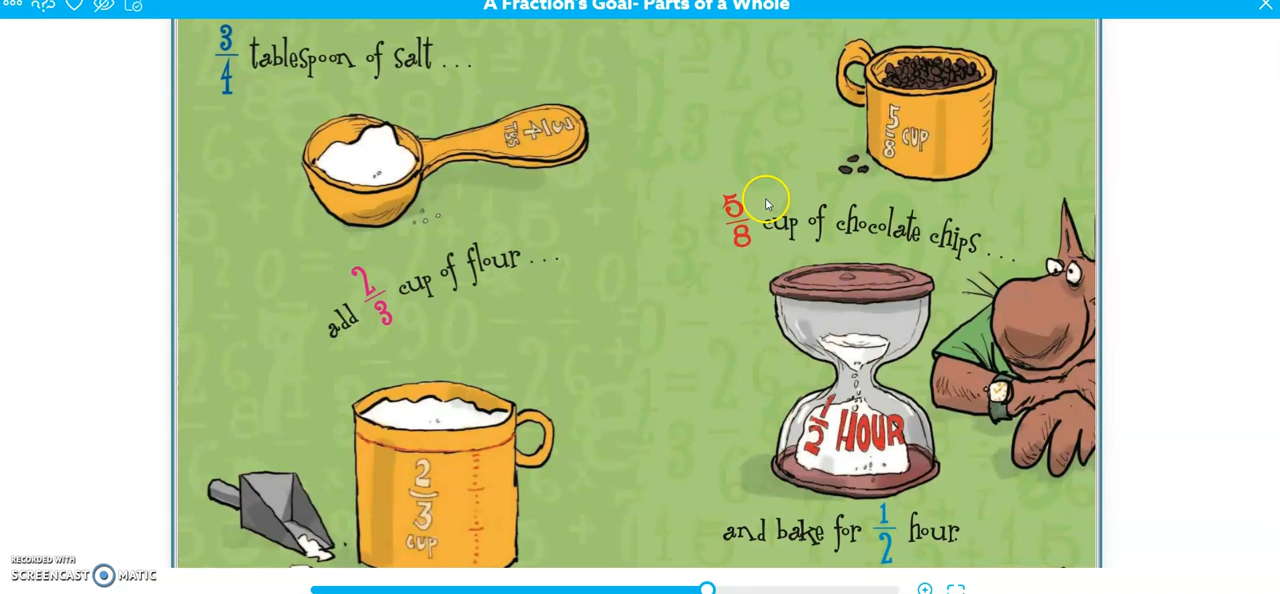 A Fraction's Goal- Parts of a Whole
3/4 tablespoon of salt . . .
3/4 TBS
add 2/3 cup of flour . . .
2/3 CUP
5/8 CUP
5/8 cup of chocolate chips . . .
1/2 HOUR
and bake for 1/2 hour.
RECORDED WITH
SCREENCAST MATIC